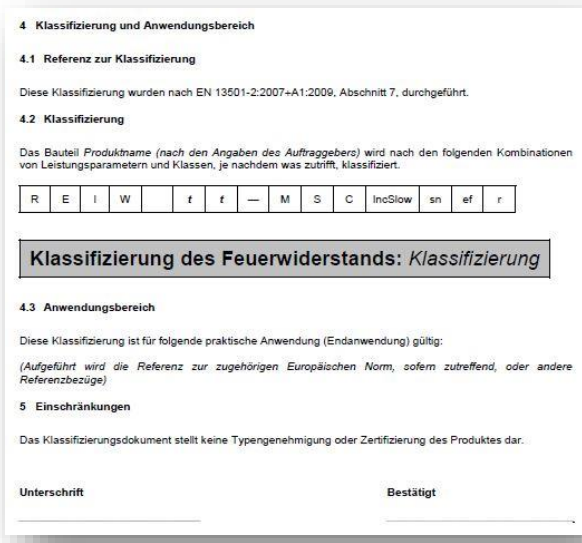 4 Klassifizierung und Anwendungsbereich
4.1 Referenz zur Klassifizierung
Diese Klassifizierung wurden nach EN 13501-2:2007+A1:2009, Abschnitt 7, durchgeführt.
4.2 Klassifizierung
Das Bauteil Produktname (nach den Angaben des Auftraggebers) wird nach den folgenden Kombinationen
von Leistungsparametern und Klassen, je nachdem was zutrifft, klassifiziert.
R E I W t t — M S C IncSlow sn ef r
Klassifizierung des Feuerwiderstands: Klassifizierung
4.3 Anwendungsbereich
Diese Klassifizierung ist für folgende praktische Anwendung (Endanwendung) gültig:
(Aufgeführt wird die Referenz zur zugehörigen Europäischen Norm, sofern zutreffend, oder andere
Referenzbezüge)
5 Einschränkungen
Das Klassifizierungsdokument stellt keine Typengenehmigung oder Zertifizierung des Produktes dar.
Unterschrift Bestätigt